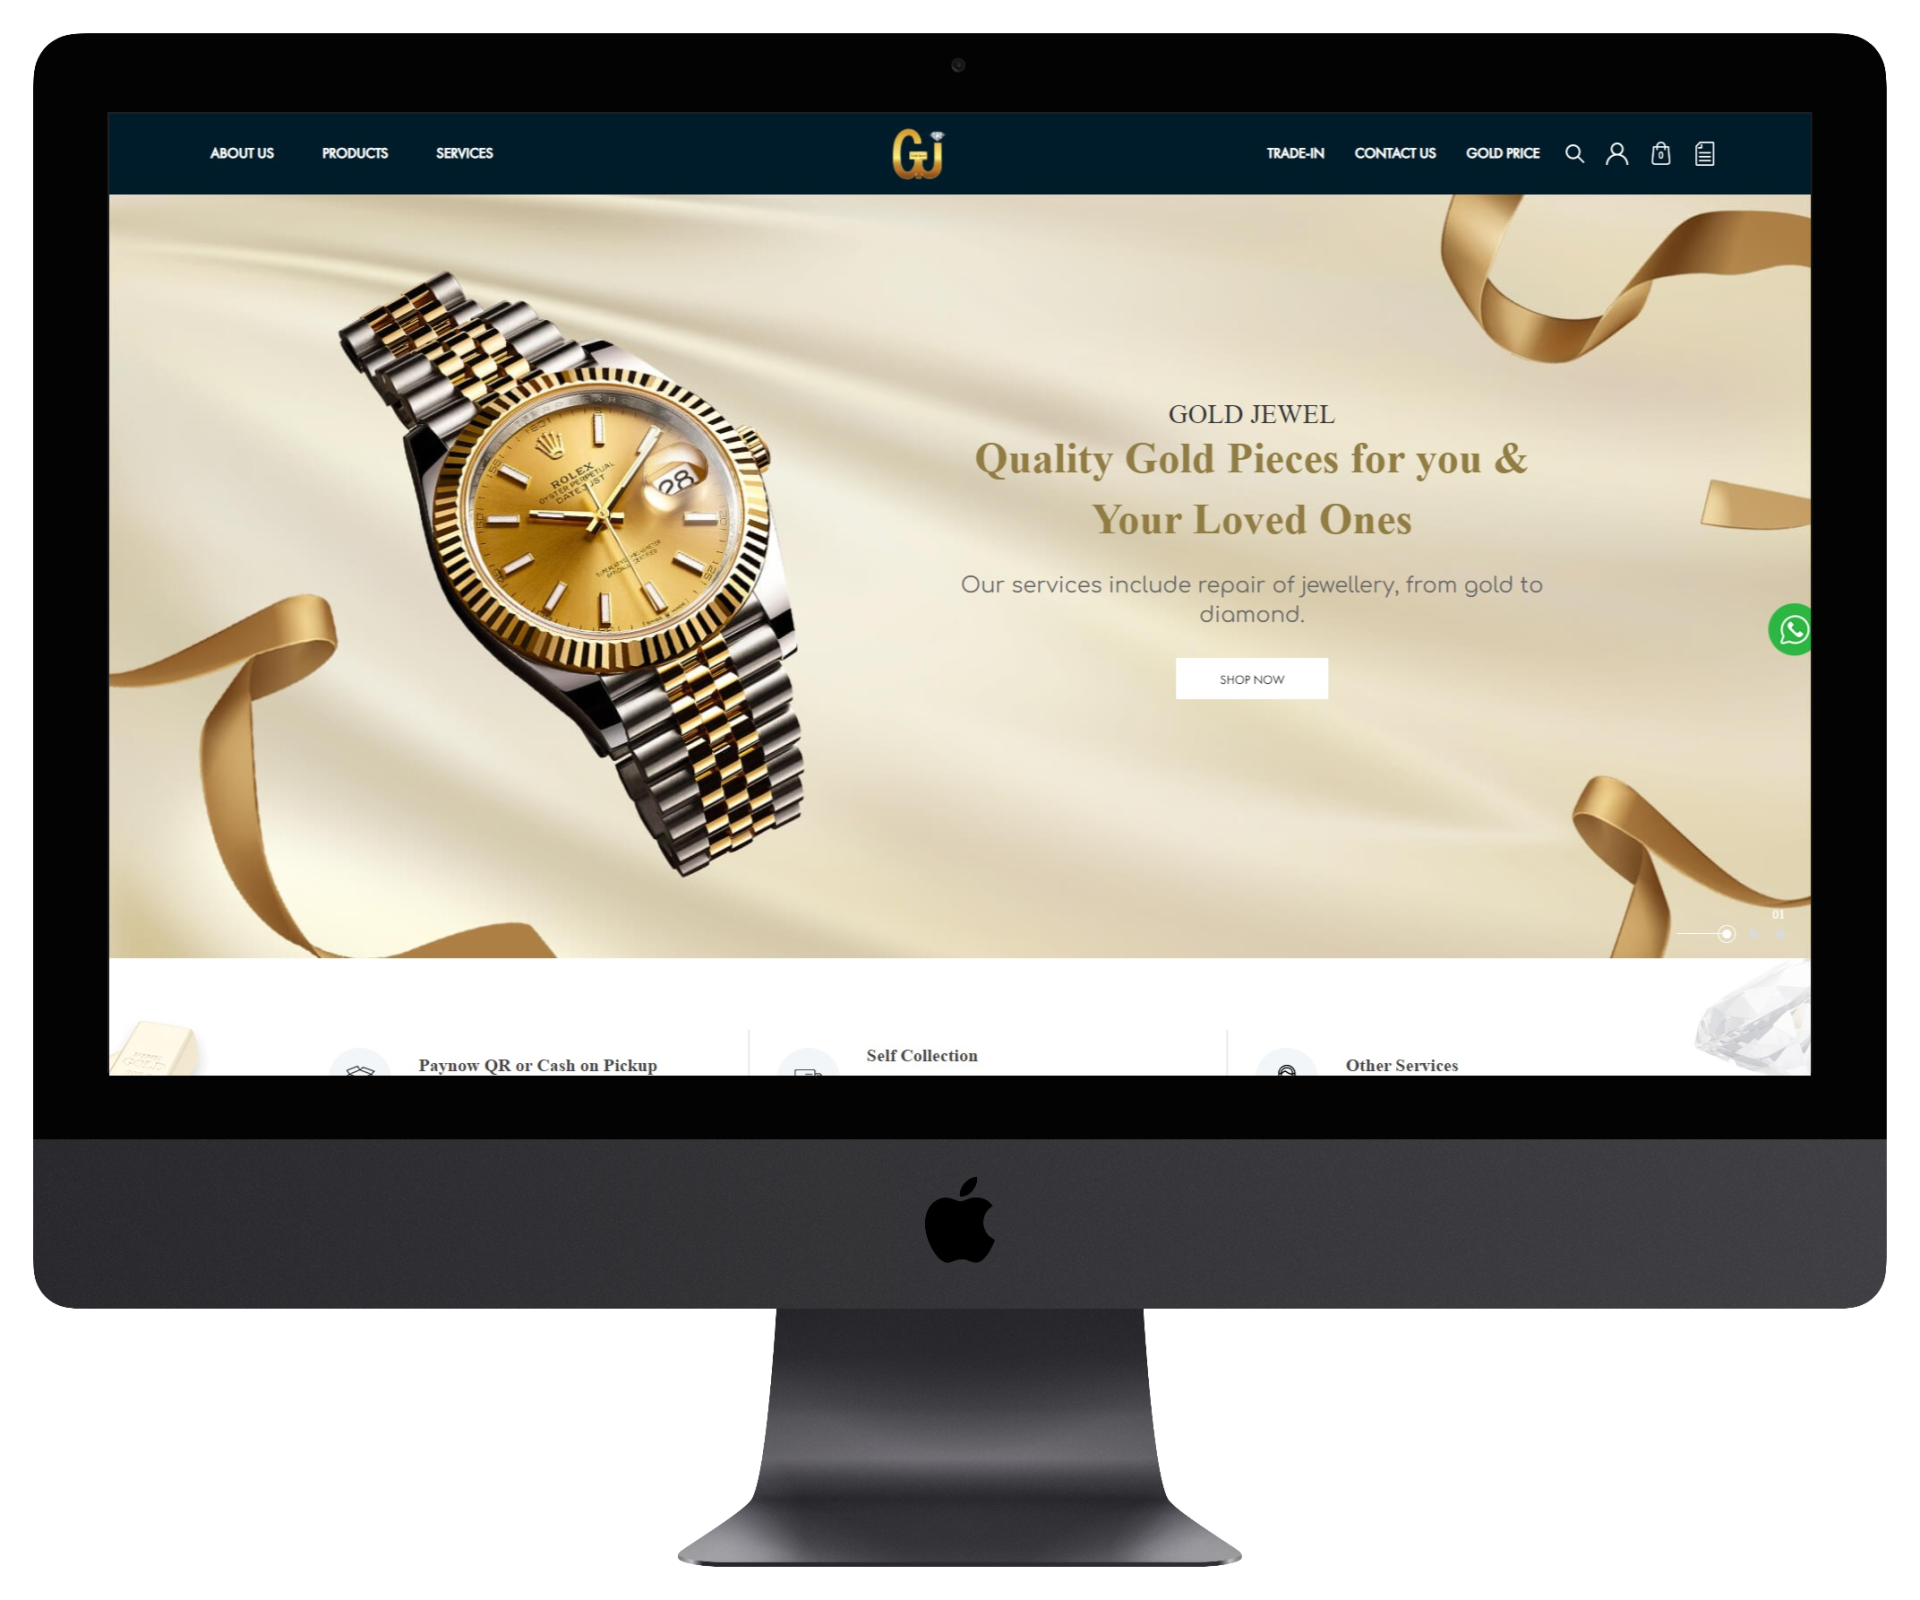 ABOUT US
PRODUCTS
SERVICES
GJ
TRADE-IN
CONTACT US
GOLD PRICE
0
ROLEX
OYSTER PERPETUAL
DATEJUST
28
GOLD JEWEL
Quality Gold Pieces for you &
Your Loved Ones
Our services include repair of jewellery, from gold to
diamond.
SHOP NOW
01
GOLD
Paynow QR or Cash on Pickup
Self Collection
Other Services